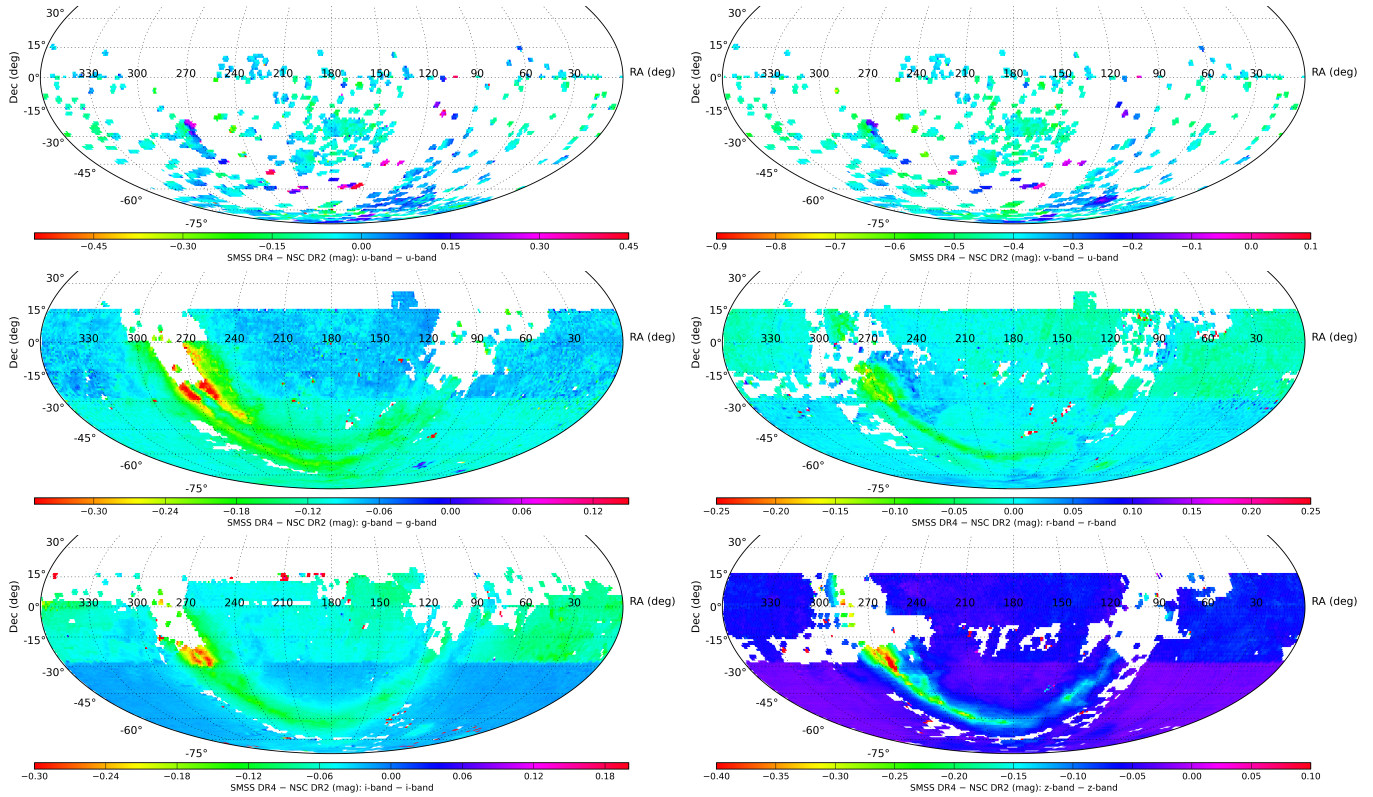 30° 30°
15° 15°
Dec (deg) 0° 330 300 270 240 210 180 150 120 90 60 30 RA (deg) Dec (deg) 0° 330 300 270 240 210 180 150 120 90 60 30 RA (deg)
-15° -15°
-30° -30°
-45° -45°
-60° -60°
-75° -75°
−0.45 −0.30 −0.15 0.00 0.15 0.30 0.45 −0.9 −0.8 −0.7 −0.6 −0.5 −0.4 −0.3 −0.2 −0.1 0.0 0.1
SMSS DR4 − NSC DR2 (mag): u-band − u-band SMSS DR4 − NSC DR2 (mag): v-band − u-band
30° 30°
15° 15°
Dec (deg) 0° 330 300 270 240 210 180 150 120 90 60 30 RA (deg) Dec (deg) 0° 330 300 270 240 210 180 150 120 90 60 30 RA (deg)
-15° -15°
-30° -30°
-45° -45°
-60° -60°
-75° -75°
−0.30 −0.24 −0.18 −0.12 −0.06 0.00 0.06 0.12 −0.25 −0.20 −0.15 −0.10 −0.05 0.00 0.05 0.10 0.15 0.20 0.25
SMSS DR4 − NSC DR2 (mag): g-band − g-band SMSS DR4 − NSC DR2 (mag): r-band − r-band
30° 30°
15° 15°
Dec (deg) 0° 330 300 270 240 210 180 150 120 90 60 30 RA (deg) Dec (deg) 0° 330 300 270 240 210 180 150 120 90 60 30 RA (deg)
-15° -15°
-30° -30°
-45° -45°
-60° -60°
-75° -75°
−0.30 −0.24 −0.18 −0.12 −0.06 0.00 0.06 0.12 0.18 −0.40 −0.35 −0.30 −0.25 −0.20 −0.15 −0.10 −0.05 0.00 0.05 0.10
SMSS DR4 − NSC DR2 (mag): i-band − i-band SMSS DR4 − NSC DR2 (mag): z-band − z-band